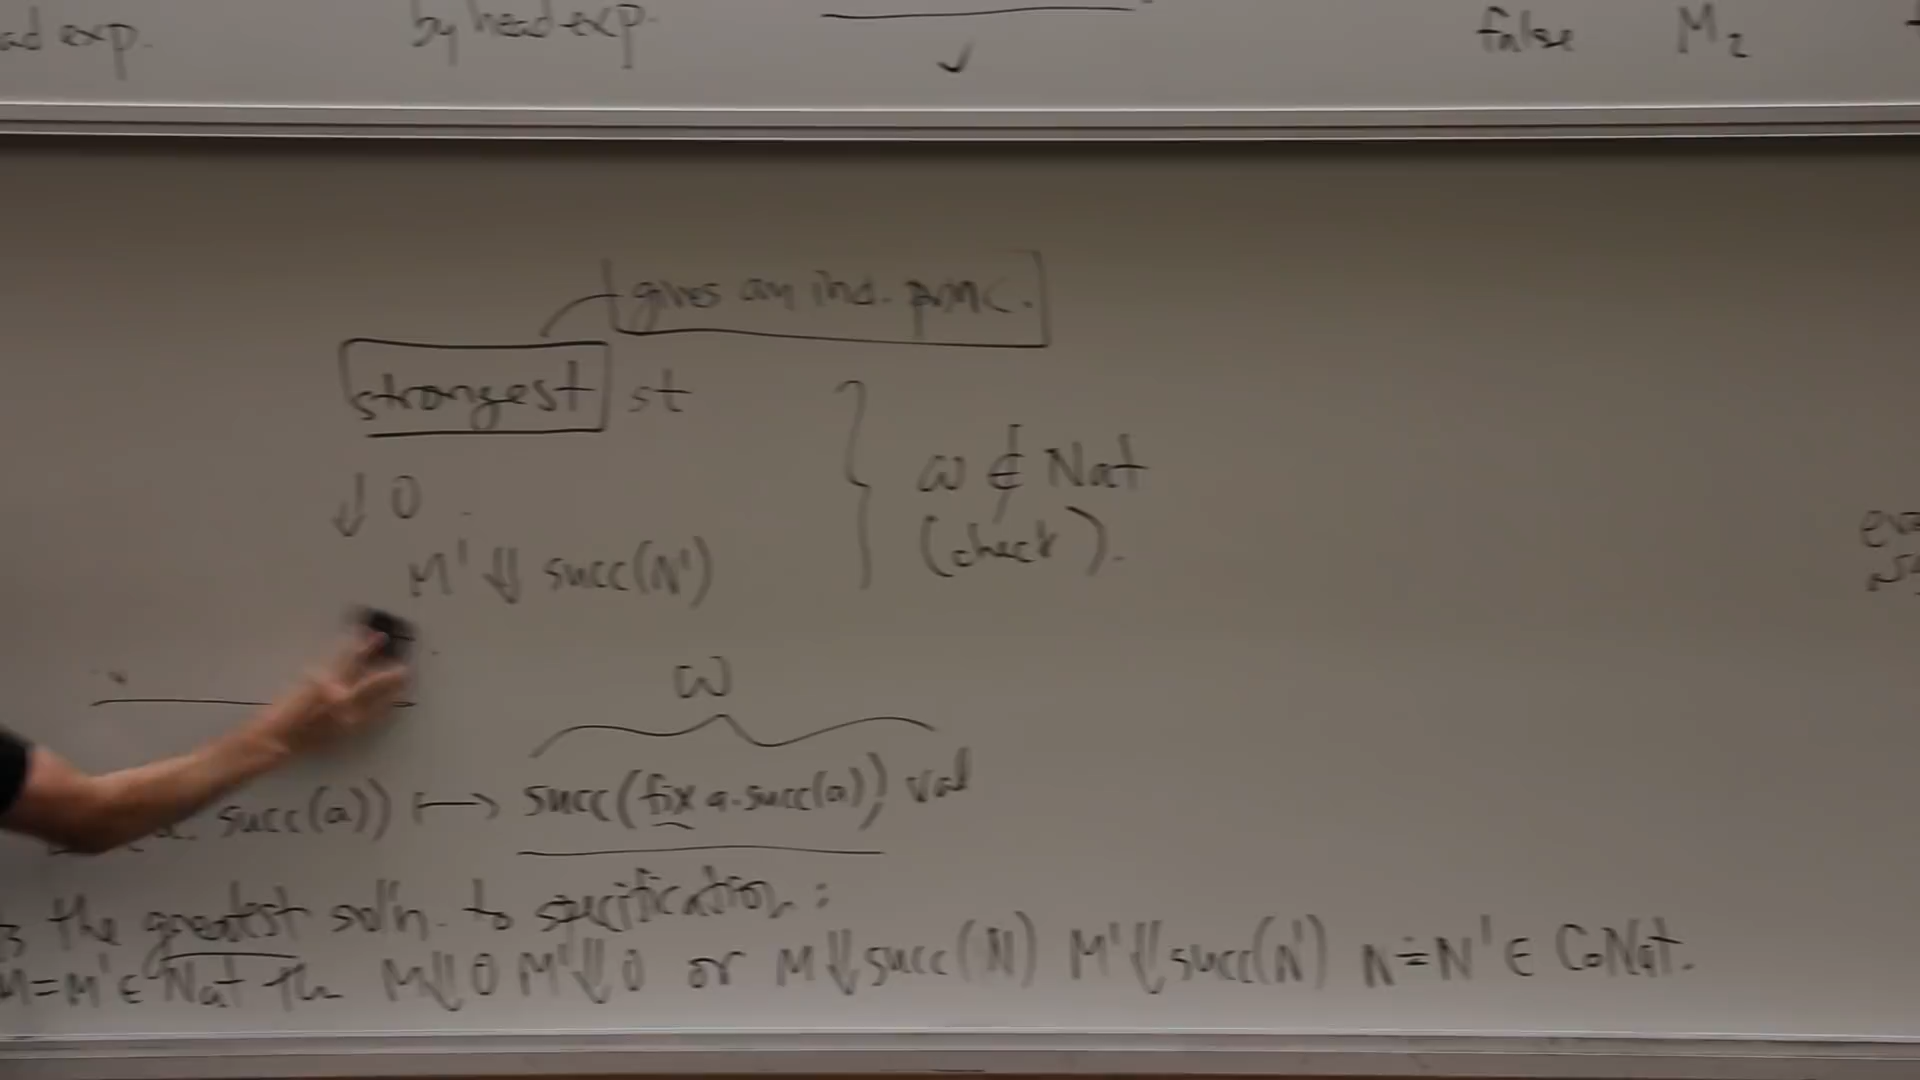 ad exp.
by head exp.
✓
false M₂
gives an ind. princ.
strongest st
⇓ 0
M' ⇓ succ(N')
ω ∉ Nat
(check).
ω
succ(a)) ↦ succ(fix a.succ(a)) val
the greatest sol'n. to specification:
M=M'∈ Nat the M⇓0 M'⇓0 or M⇓succ(N) M'⇓succ(N') N≐N'∈ CoNat.